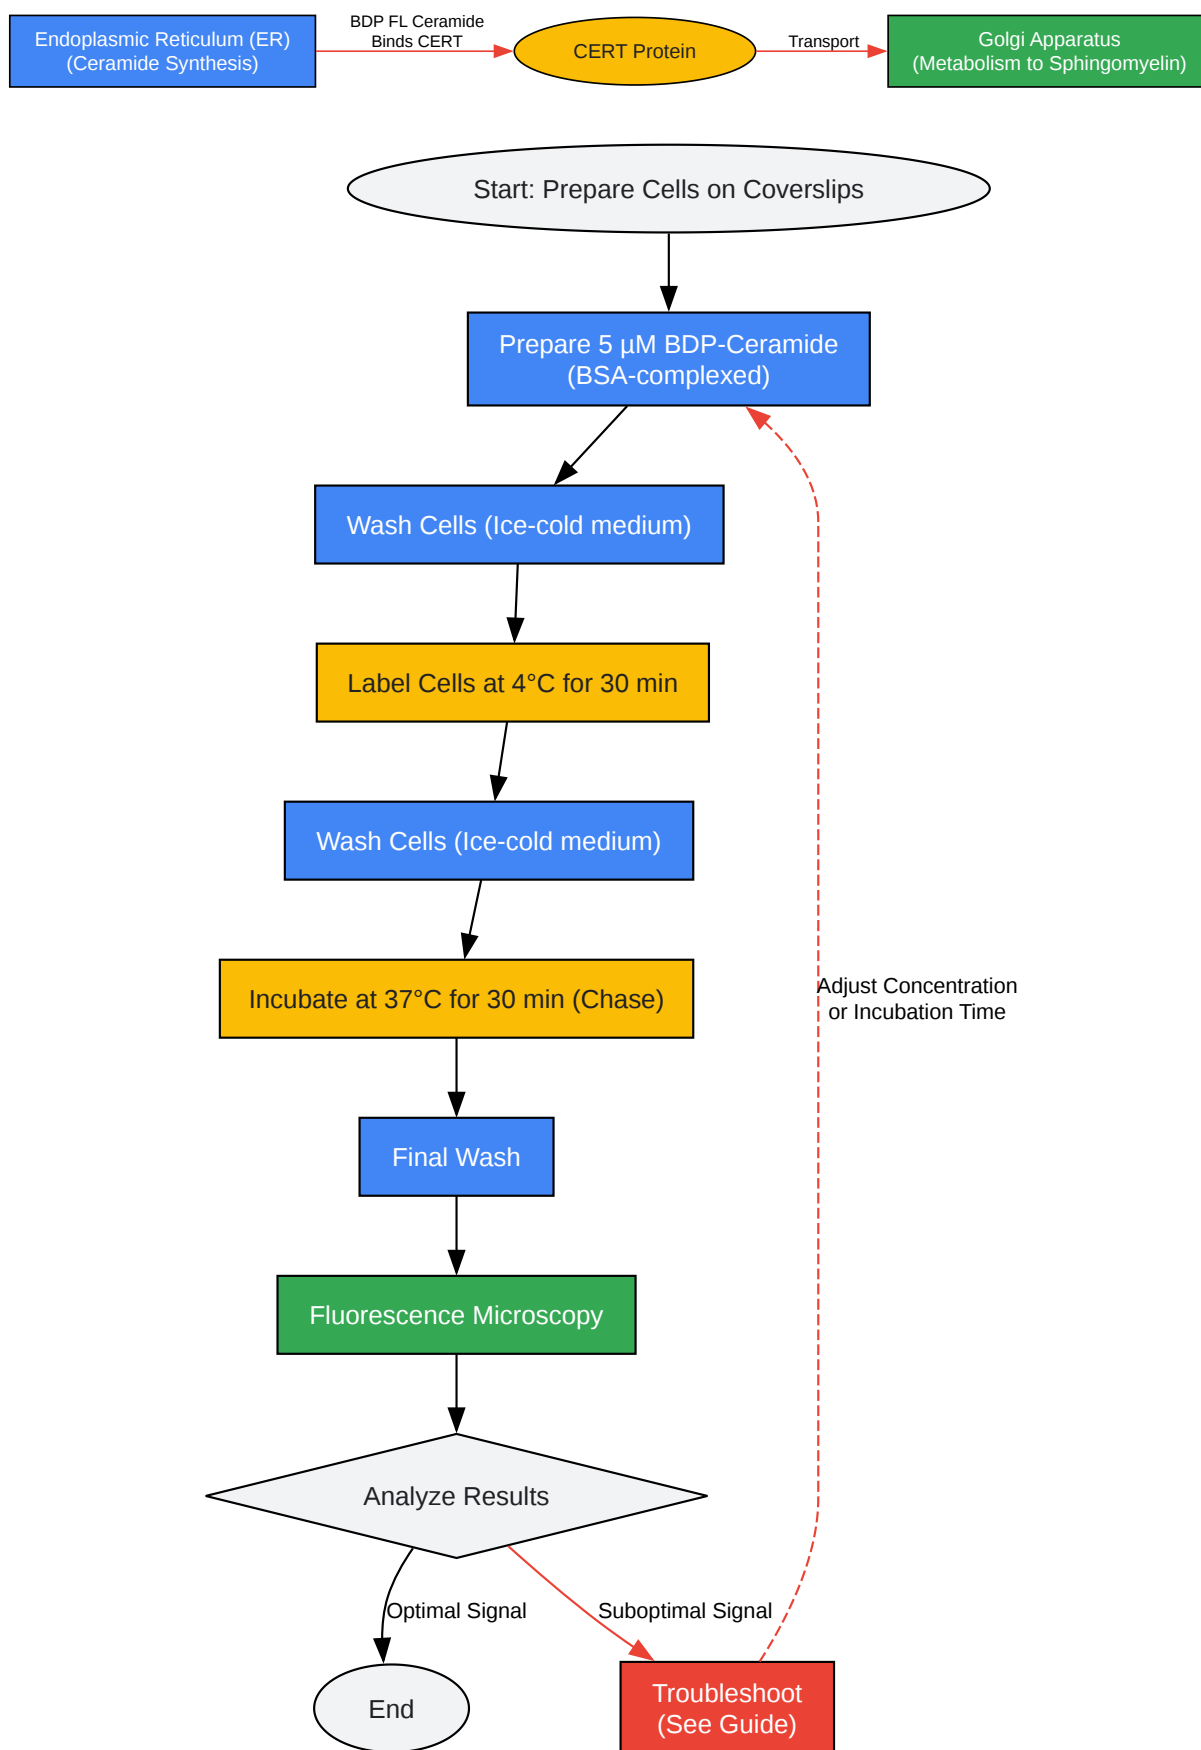 Endoplasmic Reticulum (ER)
(Ceramide Synthesis)
BDP FL Ceramide
Binds CERT
CERT Protein
Transport
Golgi Apparatus
(Metabolism to Sphingomyelin)
Start: Prepare Cells on Coverslips
Prepare 5 µM BDP-Ceramide
(BSA-complexed)
Wash Cells (Ice-cold medium)
Label Cells at 4°C for 30 min
Wash Cells (Ice-cold medium)
Incubate at 37°C for 30 min (Chase)
Adjust Concentration
or Incubation Time
Final Wash
Fluorescence Microscopy
Analyze Results
Optimal Signal
Suboptimal Signal
End
Troubleshoot
(See Guide)